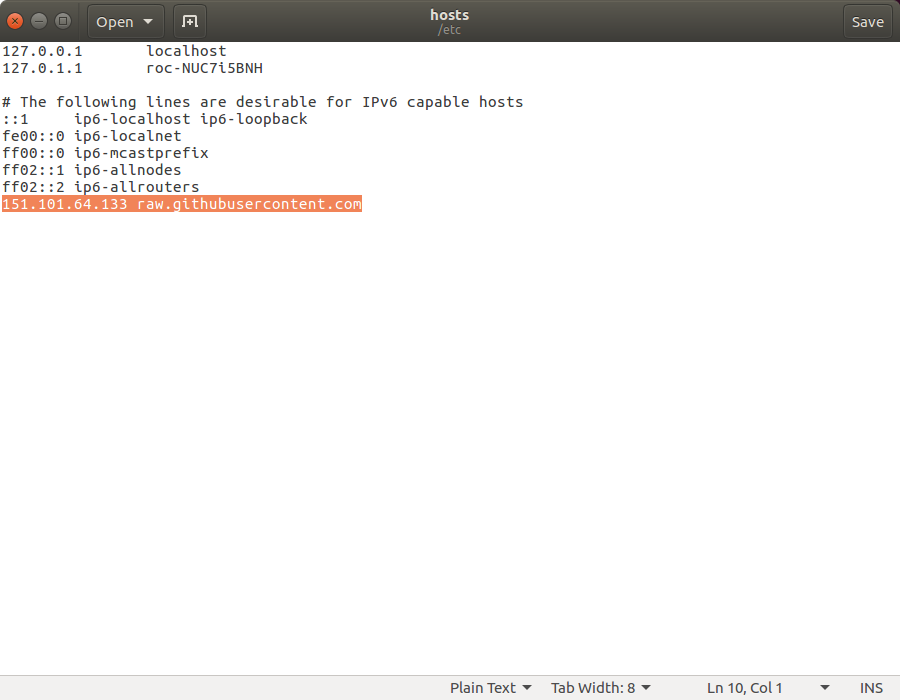 Open
hosts
/etc
Save
127.0.0.1       localhost
127.0.1.1       roc-NUC7i5BNH
# The following lines are desirable for IPv6 capable hosts
::1     ip6-localhost ip6-loopback
fe00::0 ip6-localnet
ff00::0 ip6-mcastprefix
ff02::1 ip6-allnodes
ff02::2 ip6-allrouters
151.101.64.133 raw.githubusercontent.com
Plain Text
Tab Width: 8
Ln 10, Col 1
INS